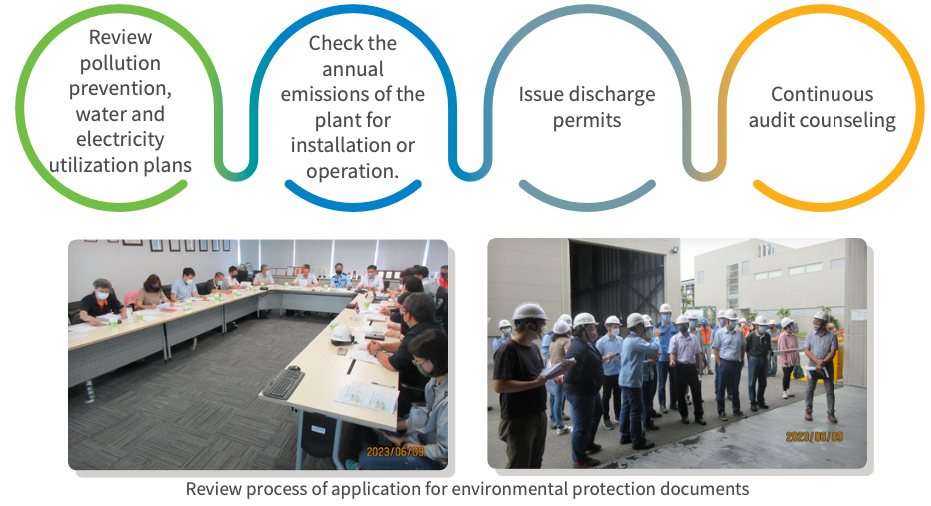 Review
pollution
prevention,
water and
electricity
utilization plans
Check the
annual
emissions of the
plant for
installation or
operation.
Issue discharge
permits
Continuous
audit counseling
2023/06/09
2023/06/09
Review process of application for environmental protection documents